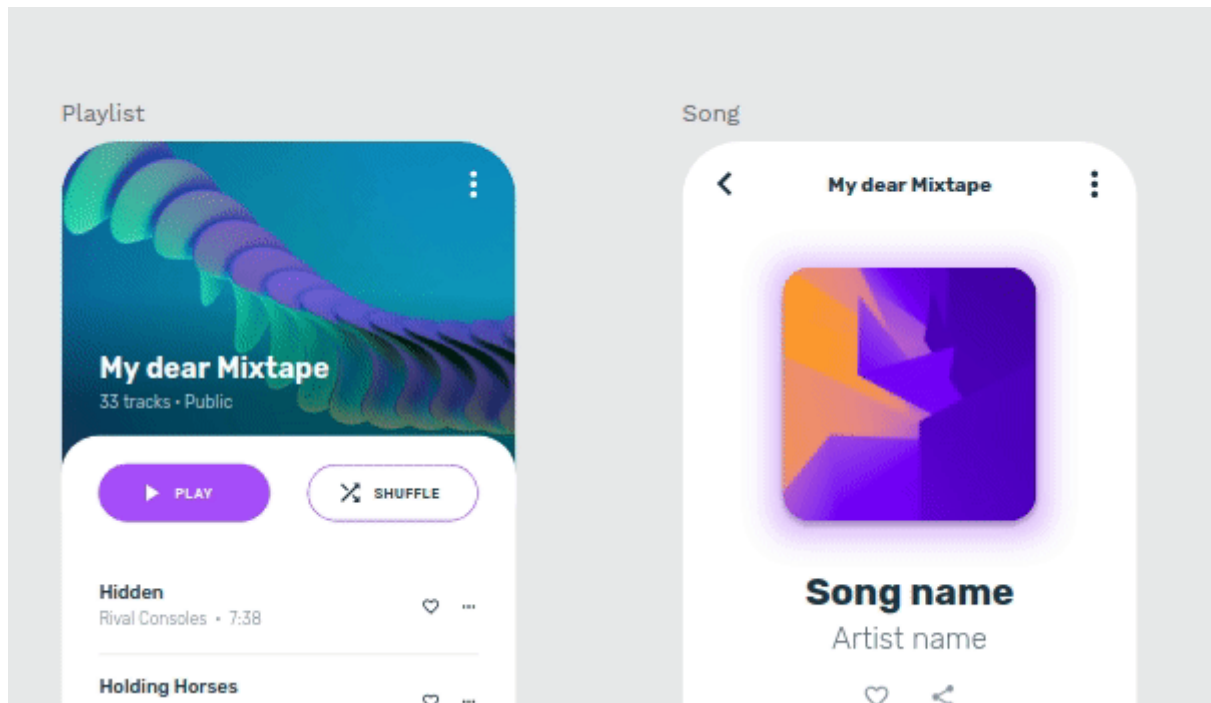 Playlist
Song
My dear Mixtape
My dear Mixtape
33 tracks • Public
PLAY
SHUFFLE
Hidden
Rival Consoles • 7:38
Holding Horses
Song name
Artist name